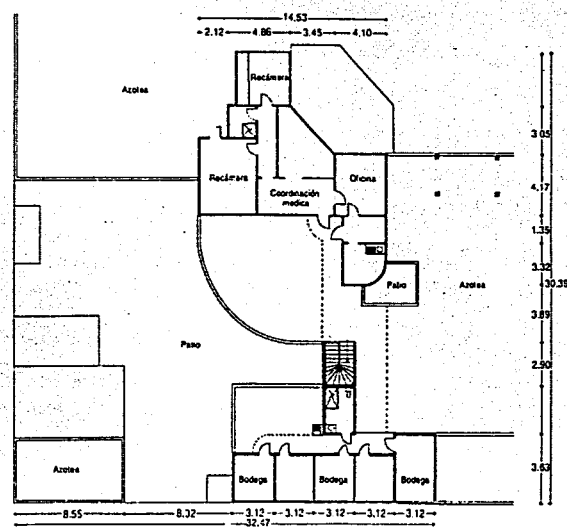 14.53
2.12 4.86 3.45 4.10
Recámara
Azotea
3.05
Recámara
Oficina
4.17
Coordinación
medica
1.35
3.32
Patio
Azotea
30.39
3.89
Patio
2.90
Azotea
Bodega Bodega Bodega
3.63
8.55 8.32 3.12 3.12 3.12 3.12 3.12
32.47